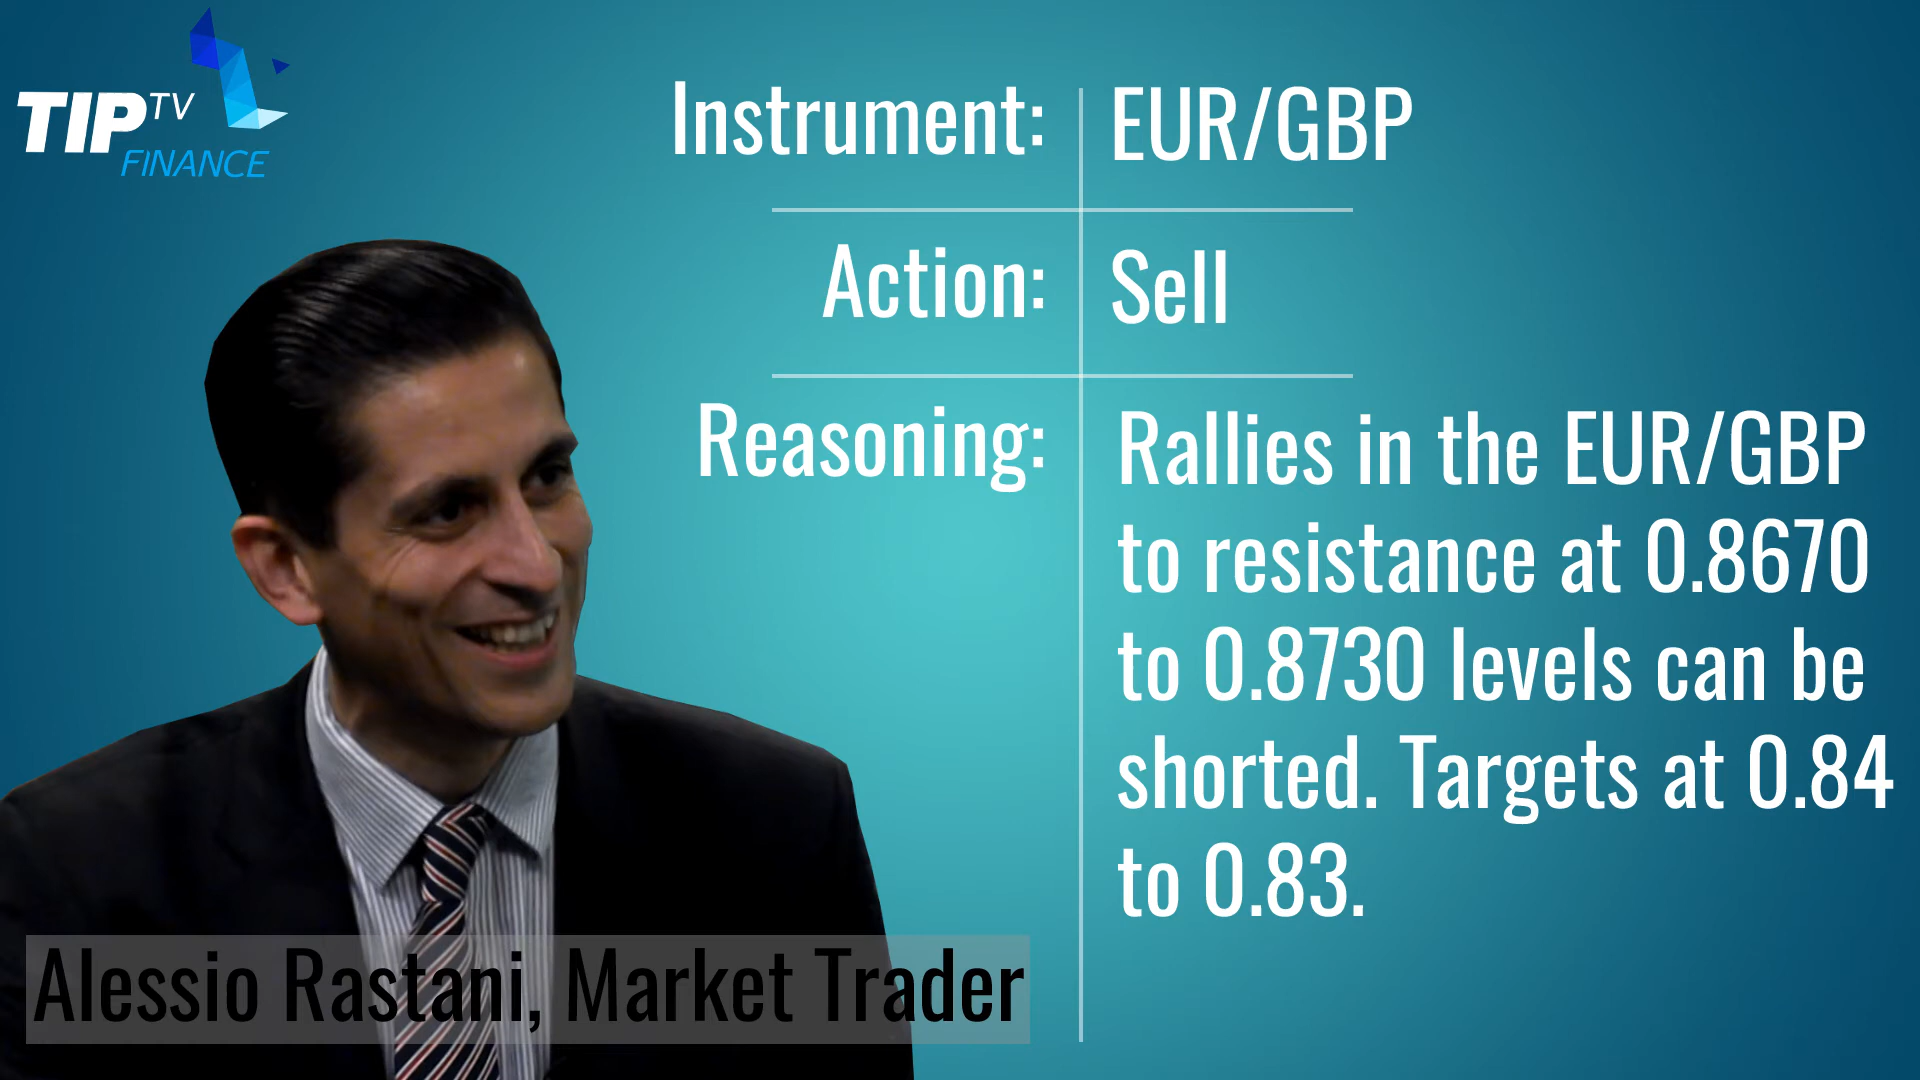 TIP TV
FINANCE
Instrument: EUR/GBP
Action: Sell
Reasoning: Rallies in the EUR/GBP
to resistance at 0.8670
to 0.8730 levels can be
shorted. Targets at 0.84
to 0.83.
Alessio Rastani, Market Trader